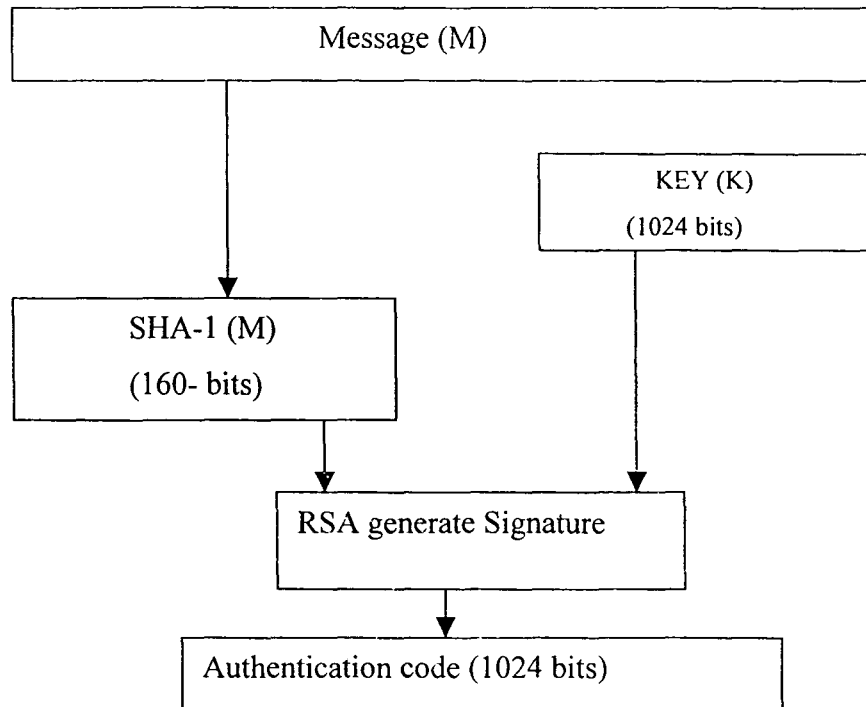 Message (M)
KEY (K)
(1024 bits)
SHA-1 (M)
(160- bits)
RSA generate Signature
Authentication code (1024 bits)